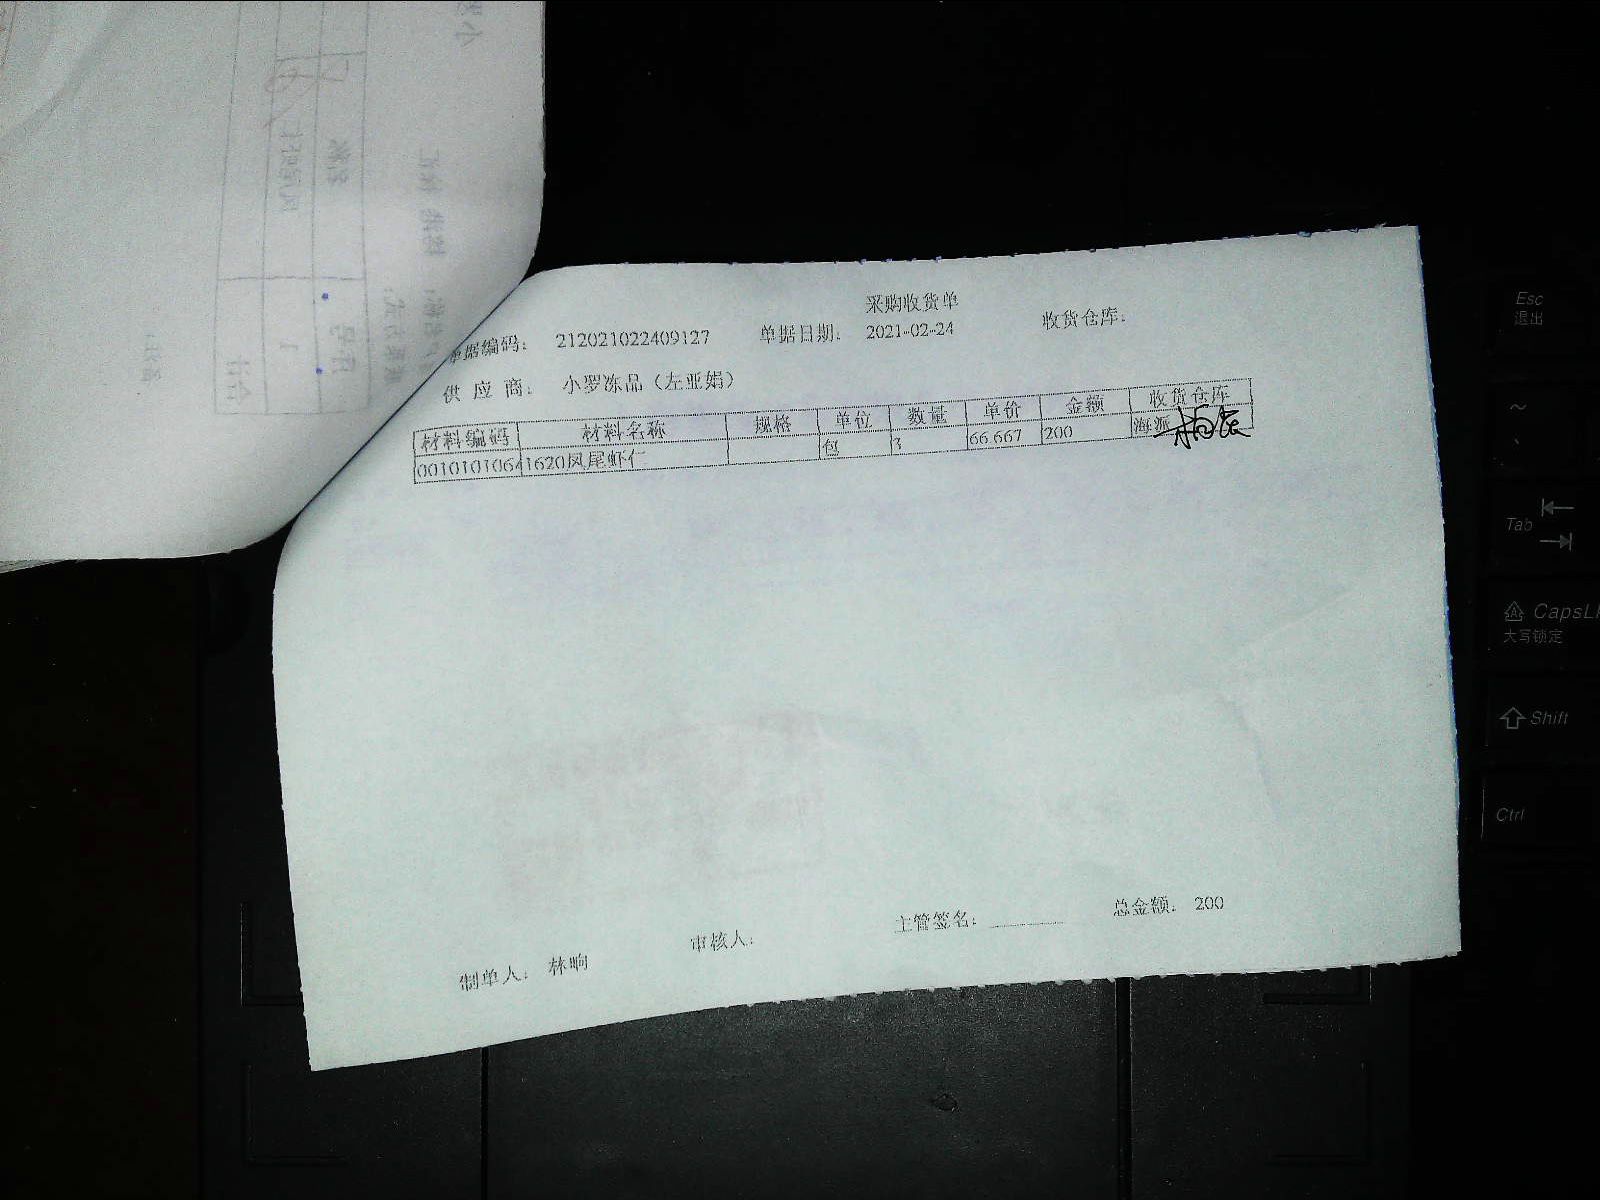 采购收货单
单据编码: 212021022409127 单据日期: 2021-02-24 收货仓库:
供 应 商: 小罗冻品（左亚娟）
材料编码 材料名称 规格 单位 数量 单价 金额 收货仓库
0010101064 1620凤尾虾仁 包 3 66.667 200 海派
制单人: 林响 审核人: 主管签名: 总金额: 200
Esc
退出
~
Tab
CapsL
大写锁定
Shift
Ctrl